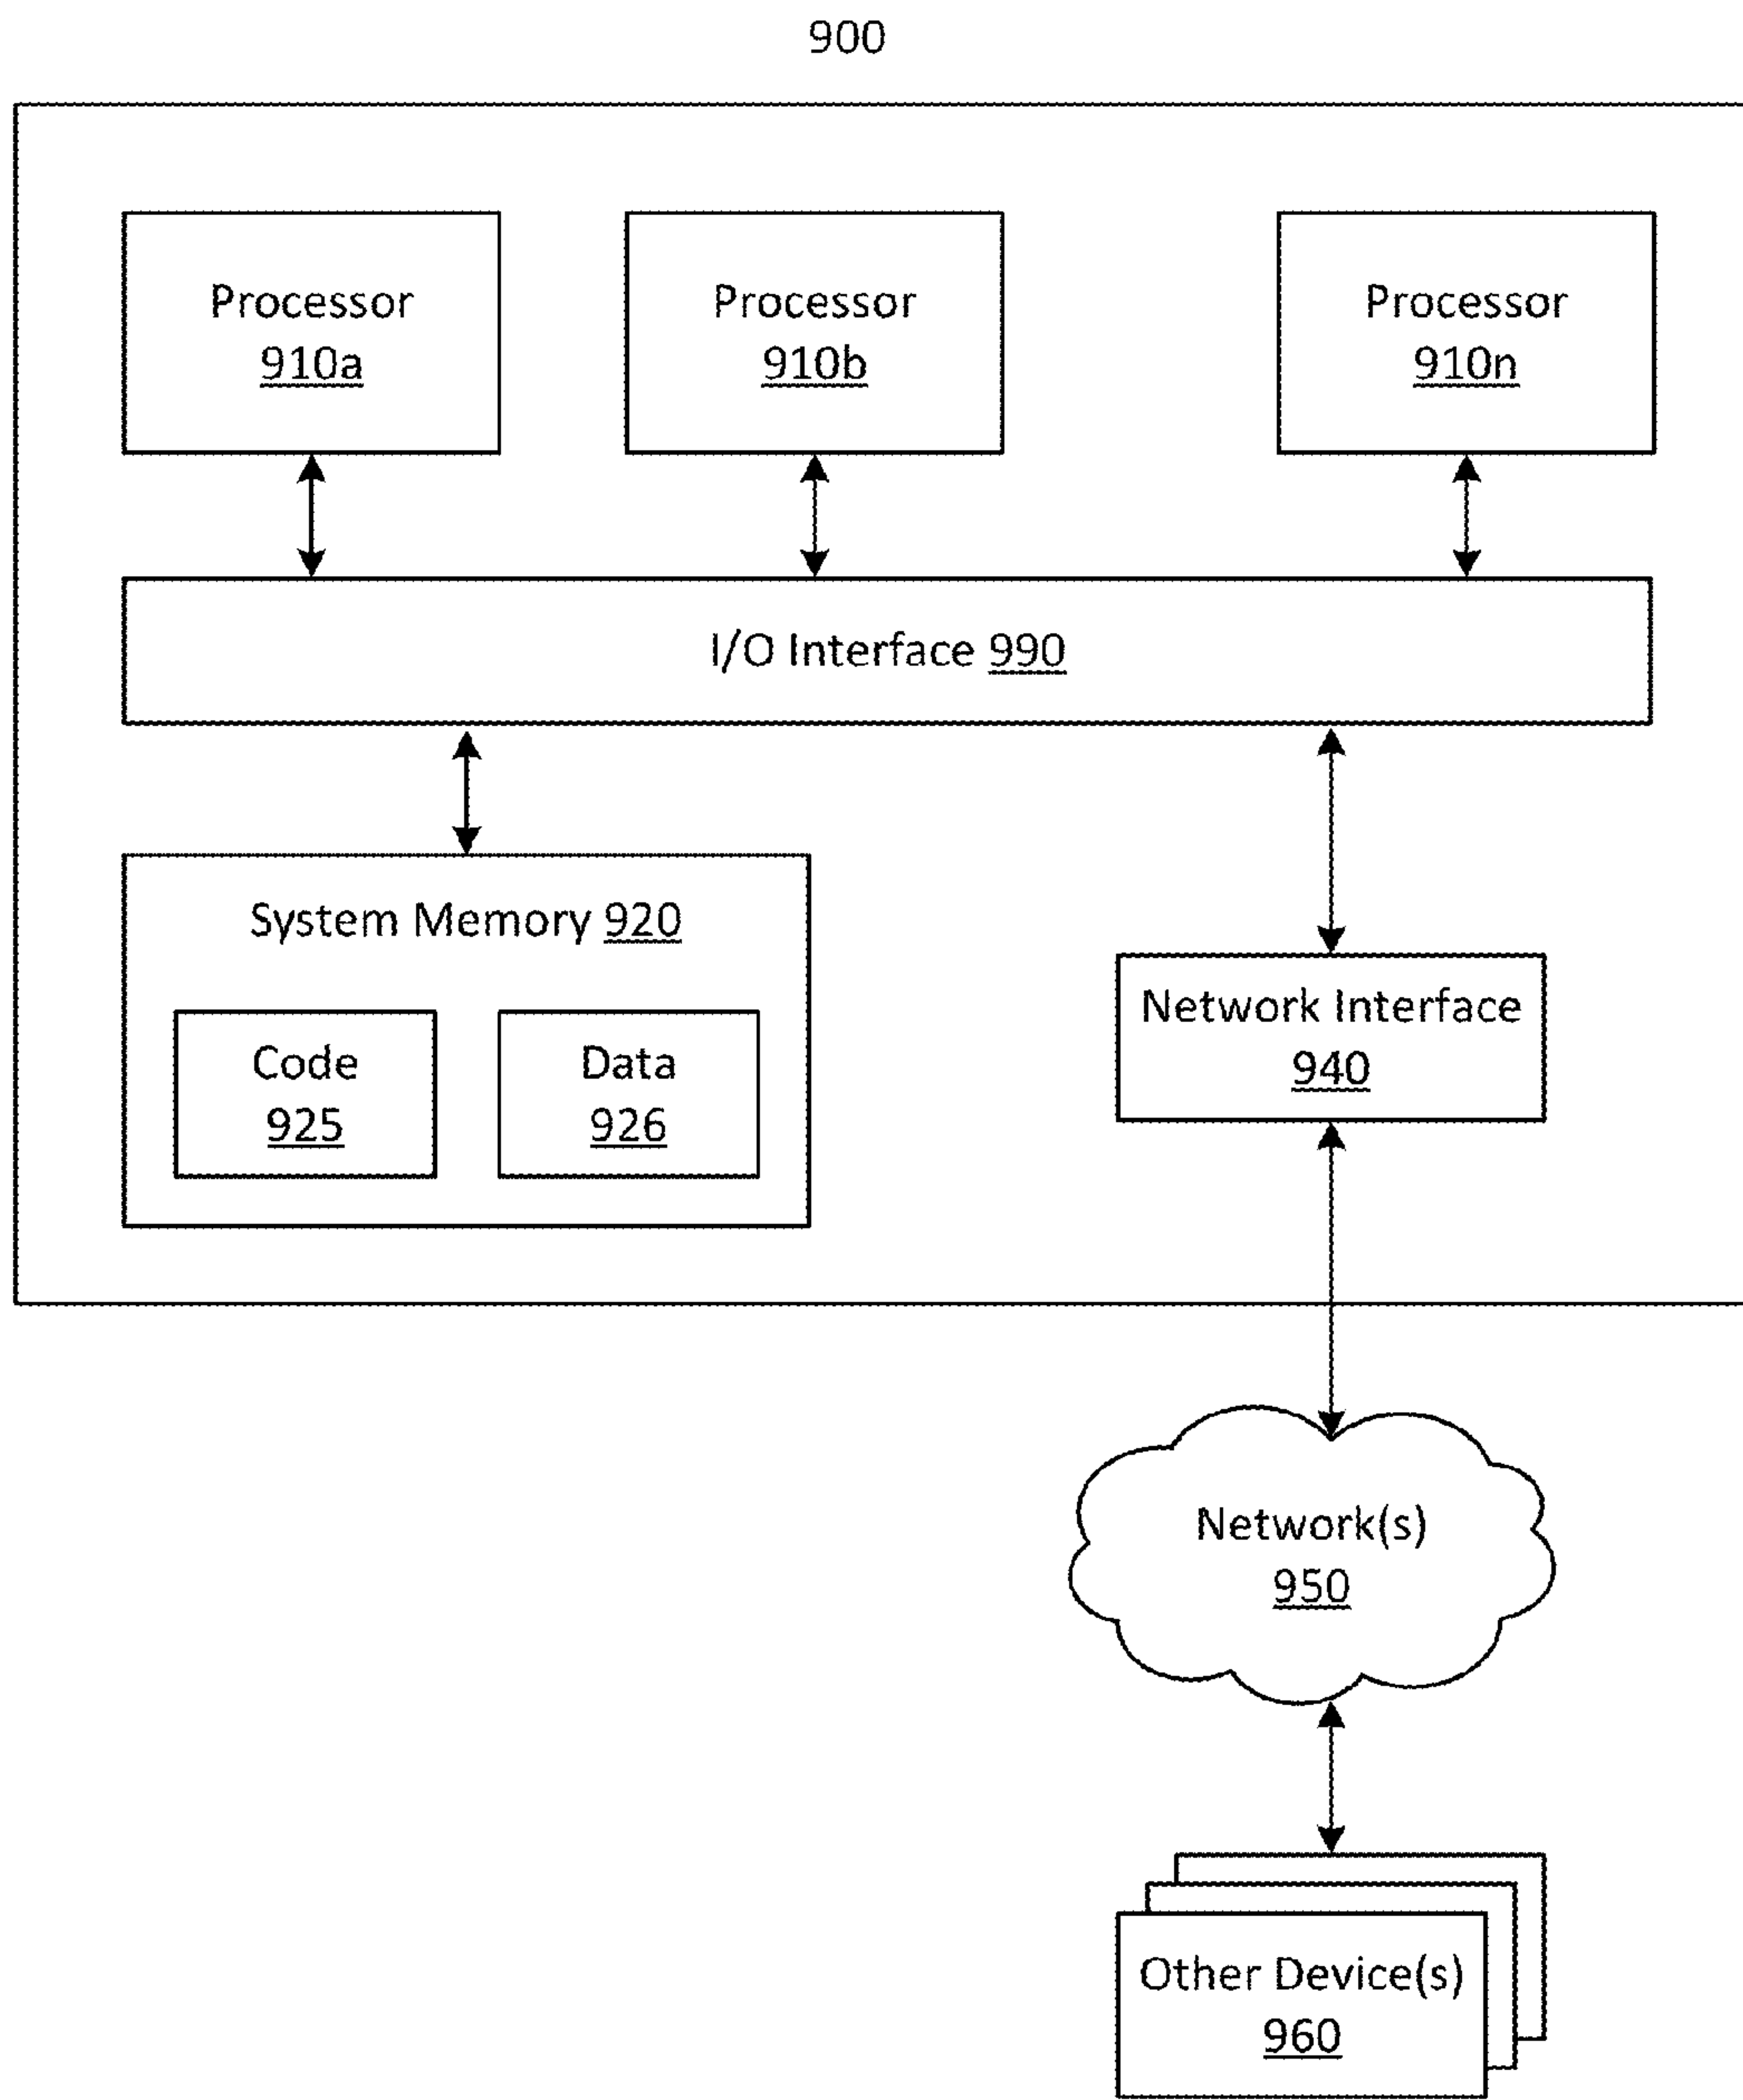 900
Processor
910a
Processor
910b
Processor
910n
I/O Interface 990
System Memory 920
Code
925
Data
926
Network Interface
940
Network(s)
950
Other Device(s)
960